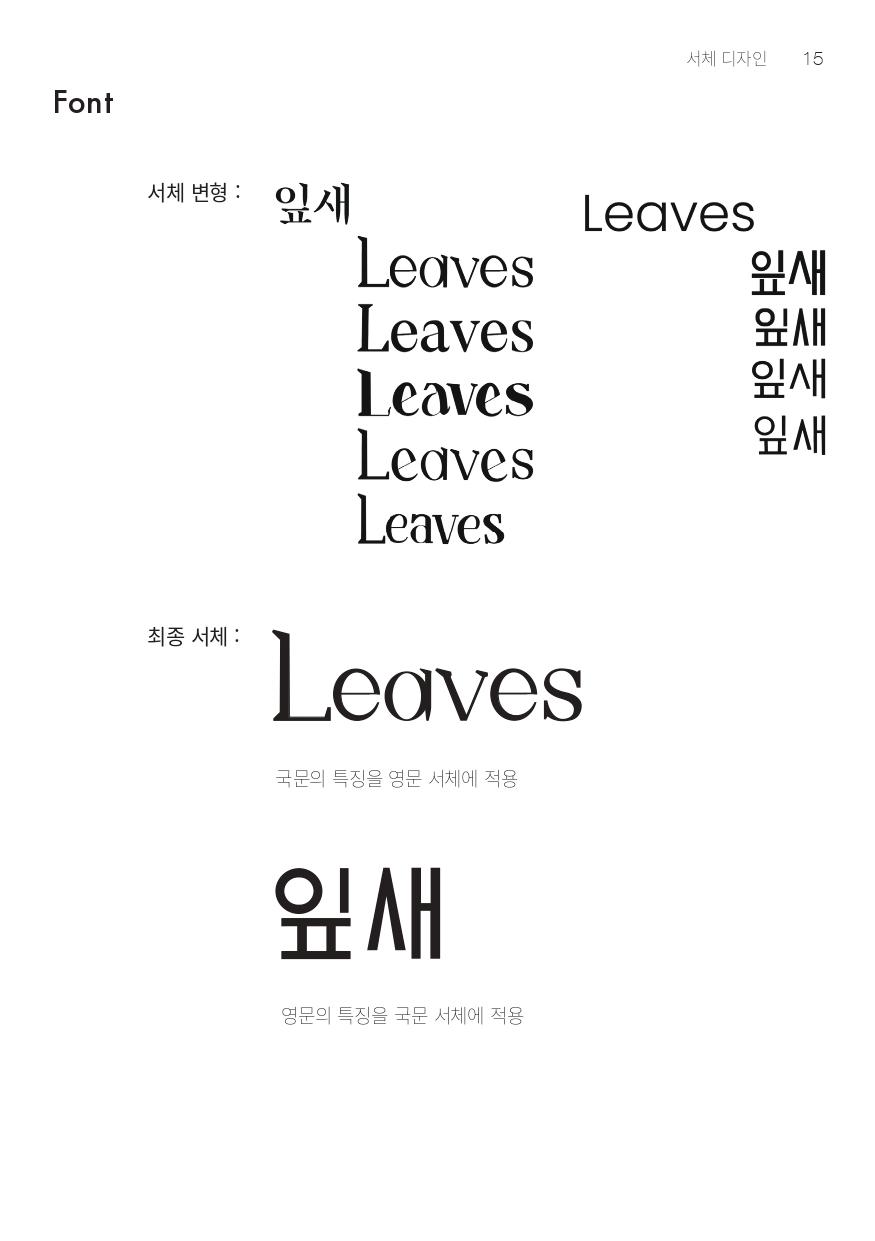 서체 디자인 15
Font
서체 변형 :
잎새
Leaves
Leaves
Leaves
Leaves
Leaves
Leaves
잎새
잎새
잎새
잎새
최종 서체 :
Leaves
국문의 특징을 영문 서체에 적용
잎새
영문의 특징을 국문 서체에 적용